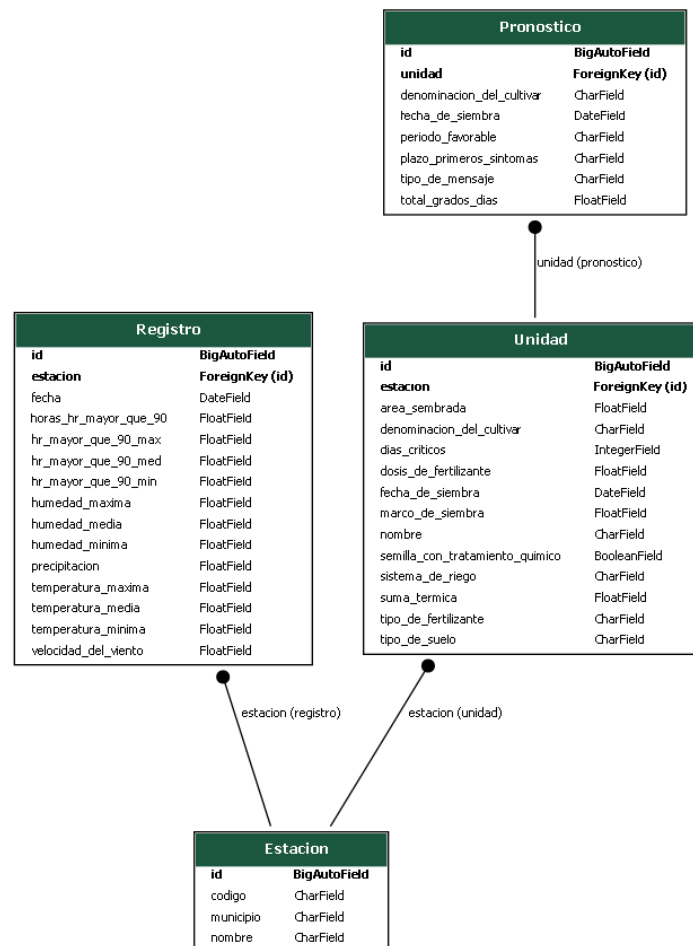 Pronostico
id BigAutoField
unidad ForeignKey (id)
denominacion_del_cultivar CharField
fecha_de_siembra DateField
periodo_favorable CharField
plazo_primeros_sintomas CharField
tipo_de_mensaje CharField
total_grados_dias FloatField
unidad (pronostico)
Registro
id BigAutoField
estacion ForeignKey (id)
fecha DateField
horas_hr_mayor_que_90 FloatField
hr_mayor_que_90_max FloatField
hr_mayor_que_90_med FloatField
hr_mayor_que_90_min FloatField
humedad_maxima FloatField
humedad_media FloatField
humedad_minima FloatField
precipitacion FloatField
temperatura_maxima FloatField
temperatura_media FloatField
temperatura_minima FloatField
velocidad_del_viento FloatField
Unidad
id BigAutoField
estacion ForeignKey (id)
area_sembrada FloatField
denominacion_del_cultivar CharField
dias_criticos IntegerField
dosis_de_fertilizante FloatField
fecha_de_siembra DateField
marco_de_siembra FloatField
nombre CharField
semilla_con_tratamiento_quimico BooleanField
sistema_de_riego CharField
suma_termica FloatField
tipo_de_fertilizante CharField
tipo_de_suelo CharField
estacion (registro)
estacion (unidad)
Estacion
id BigAutoField
codigo CharField
municipio CharField
nombre CharField